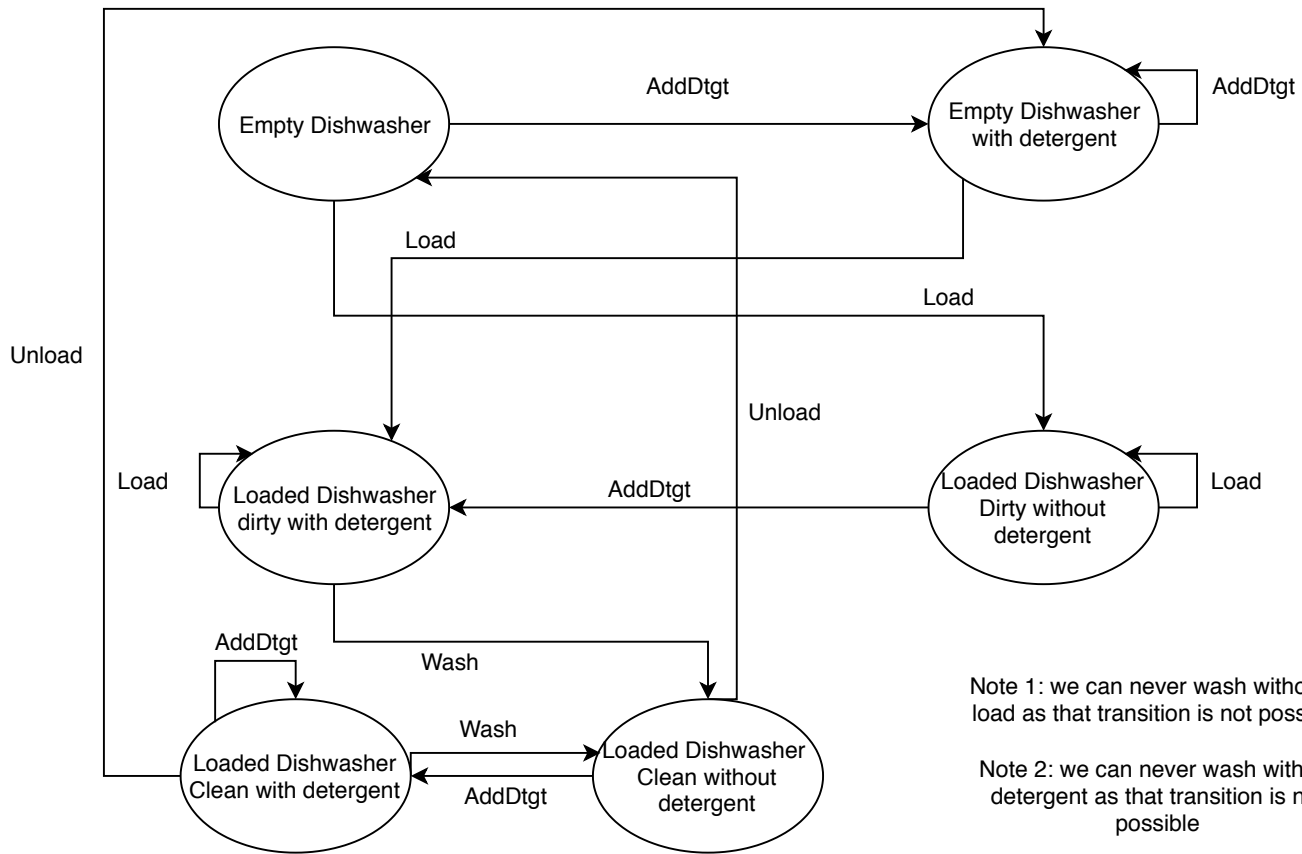 AddDtgt
AddDtgt
Empty Dishwasher
Empty Dishwasher
with detergent
Load
Load
Unload
Unload
Load
Loaded Dishwasher
dirty with detergent
AddDtgt
Loaded Dishwasher
Dirty without
detergent
Load
AddDtgt
Wash
Note 1: we can never wash
load as that transition is not
Wash
Loaded Dishwasher
Clean with detergent
AddDtgt
Loaded Dishwasher
Clean without
detergent
Note 2: we can never wash
detergent as that transition is
possible